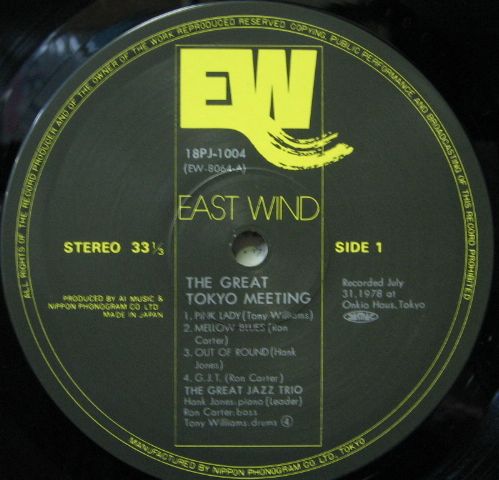 ALL RIGHTS OF THE RECORD PRODUCER AND OF THE OWNER OF THE WORK REPRODUCED RESERVED. COPYING, PUBLIC PERFORMANCE AND BROADCASTING OF THIS RECORD PROHIBITED
EW
18PJ-1004
(EW-8064-A)
EAST WIND
STEREO 33⅓
SIDE 1
THE GREAT
TOKYO MEETING
1. PINK LADY (Tony Williams)
2. MELLOW BLUES (Ron
Carter)
3. OUT OF ROUND (Hank
Jones)
4. G.J.T. (Ron Carter)
THE GREAT JAZZ TRIO
Hank Jones: piano (Leader)
Ron Carter: bass
Tony Williams: drums ④
PRODUCED BY AI MUSIC &
NIPPON PHONOGRAM CO. LTD.
MADE IN JAPAN
Recorded July
31, 1978 at
Onkio Haus, Tokyo
MANUFACTURED BY NIPPON PHONOGRAM CO. LTD., TOKYO